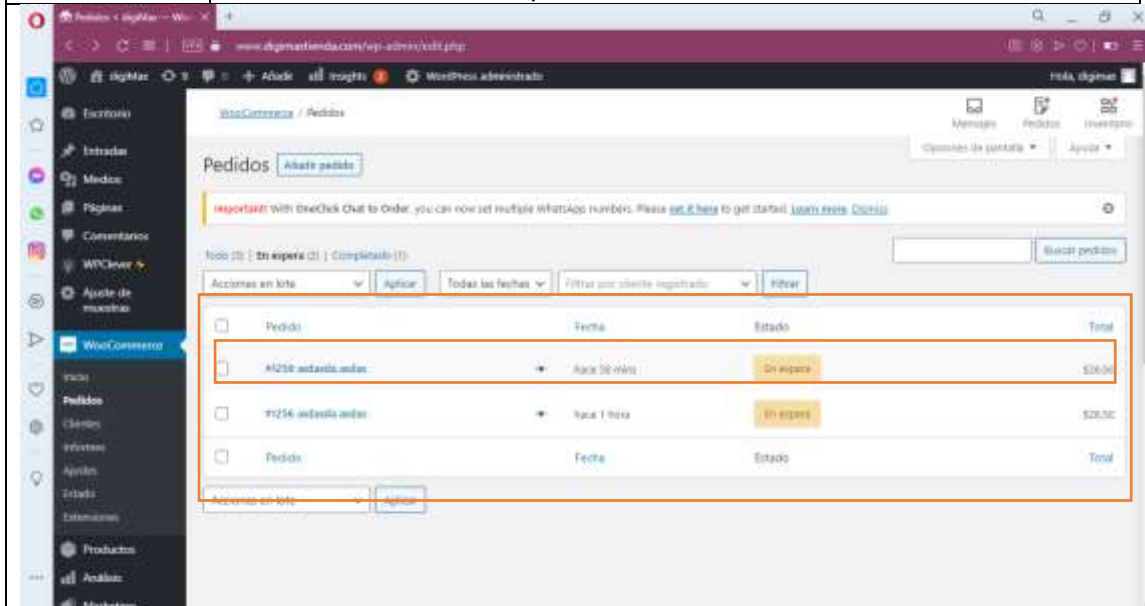 Pedidos < digiMar — Wo
www.digimartienda.com/wp-admin/edit.php
digiMar
Añadir
Insights
WordPress administrado
Hola, digimar
Escritorio
Entradas
Medios
Páginas
Comentarios
WPClever
Ajuste de
muestras
WooCommerce
Inicio
Pedidos
Clientes
Informes
Ajustes
Estado
Extensiones
Productos
Análisis
Marketing
WooCommerce / Pedidos
Mensajes
Pedidos
Inventario
Opciones de pantalla
Ayuda
Pedidos
Añadir pedido
Important! With OneClick Chat to Order, you can now set multiple WhatsApp numbers. Please set it here to get started. Learn more. Dismiss
Todo (3) | En espera (2) | Completado (1)
Buscar pedidos
Acciones en lote
Aplicar
Todas las fechas
Filtrar por cliente registrado
Filtrar
Pedido
Fecha
Estado
Total
hace 38 mins
En espera
#1256
hace 1 hora
En espera
Pedido
Fecha
Estado
Total
Acciones en lote
Aplicar